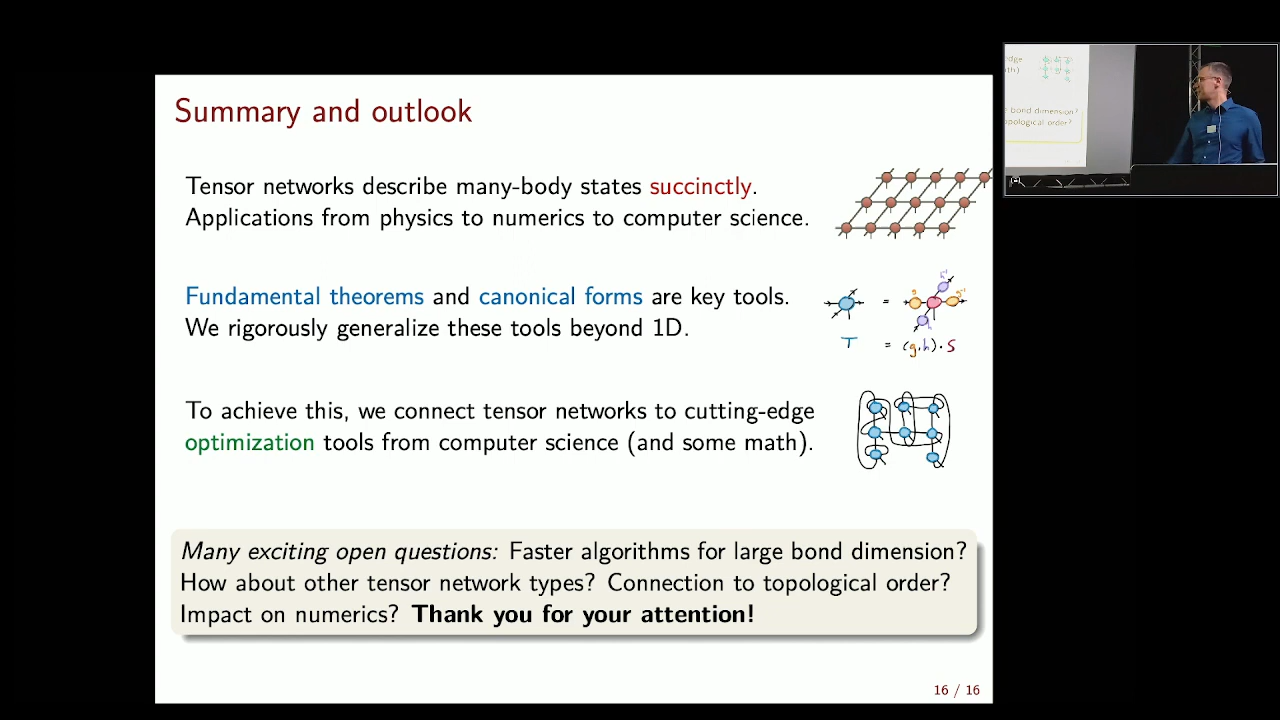 Summary and outlook
Tensor networks describe many-body states succinctly.
Applications from physics to numerics to computer science.
Fundamental theorems and canonical forms are key tools.
We rigorously generalize these tools beyond 1D.
=
T = (g,h)·S
To achieve this, we connect tensor networks to cutting-edge
optimization tools from computer science (and some math).
Many exciting open questions: Faster algorithms for large bond dimension?
How about other tensor network types? Connection to topological order?
Impact on numerics? Thank you for your attention!
16 / 16
bond dimension?
opological order?